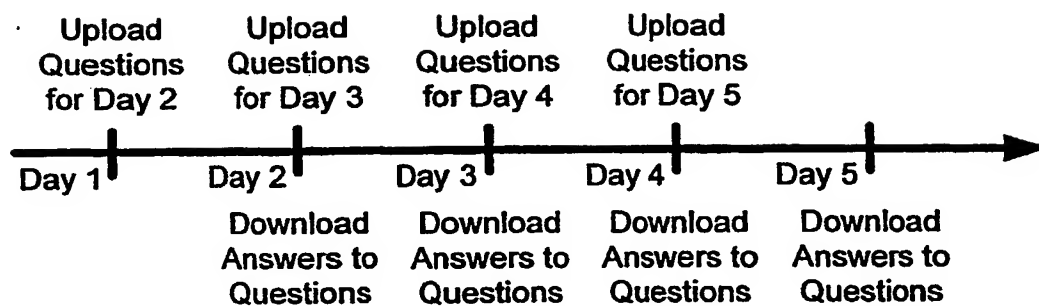 Upload
Questions
for Day 2
Upload
Questions
for Day 3
Upload
Questions
for Day 4
Upload
Questions
for Day 5
Day 1
Day 2
Day 3
Day 4
Day 5
Download
Answers to
Questions
Download
Answers to
Questions
Download
Answers to
Questions
Download
Answers to
Questions